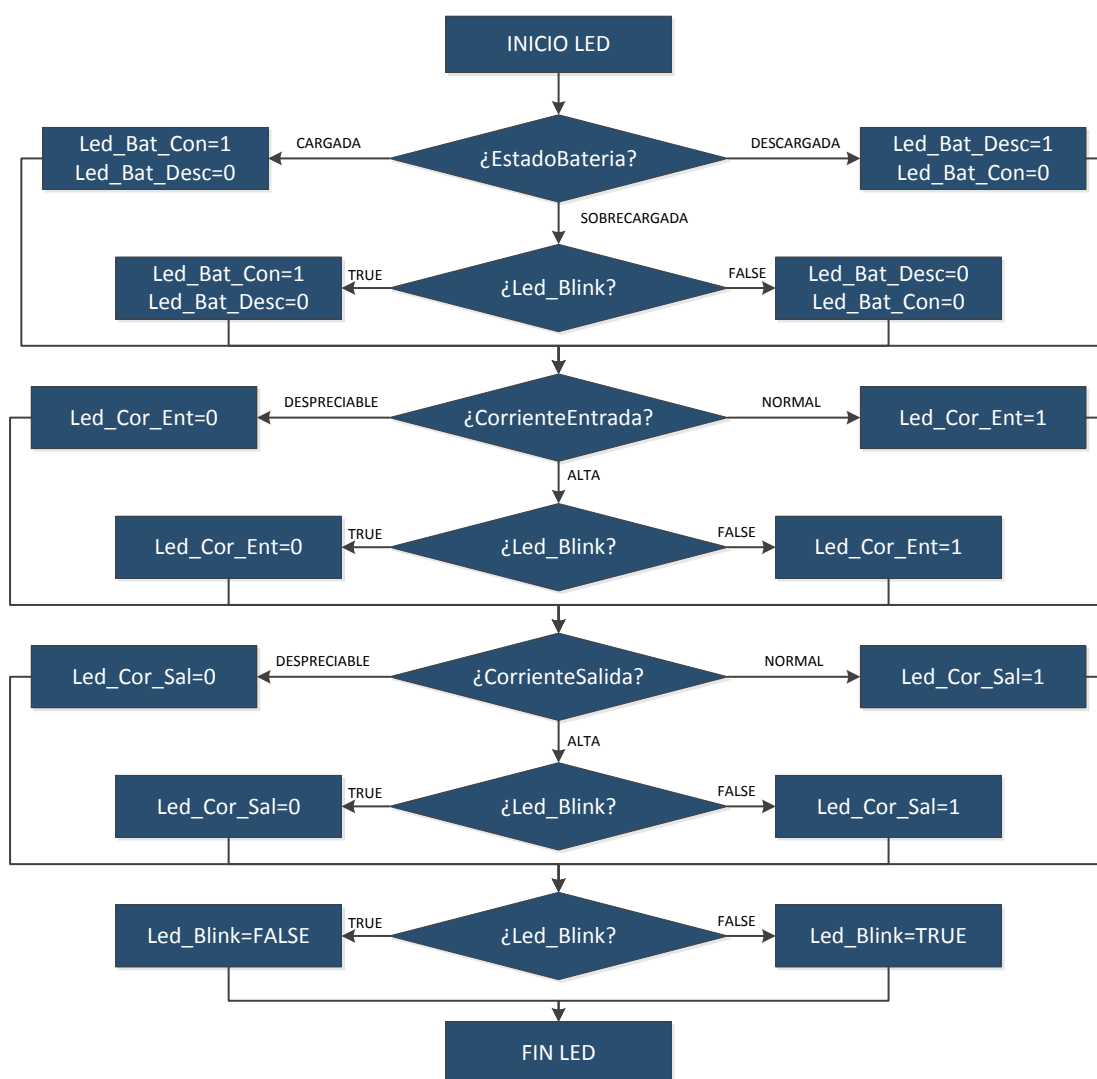 INICIO LED
¿EstadoBateria?
CARGADA
Led_Bat_Con=1
Led_Bat_Desc=0
DESCARGADA
Led_Bat_Desc=1
Led_Bat_Con=0
SOBRECARGADA
¿Led_Blink?
TRUE
Led_Bat_Con=1
Led_Bat_Desc=0
FALSE
Led_Bat_Desc=0
Led_Bat_Con=0
¿CorrienteEntrada?
DESPRECIABLE
Led_Cor_Ent=0
NORMAL
Led_Cor_Ent=1
ALTA
¿Led_Blink?
TRUE
Led_Cor_Ent=0
FALSE
Led_Cor_Ent=1
¿CorrienteSalida?
DESPRECIABLE
Led_Cor_Sal=0
NORMAL
Led_Cor_Sal=1
ALTA
¿Led_Blink?
TRUE
Led_Cor_Sal=0
FALSE
Led_Cor_Sal=1
¿Led_Blink?
TRUE
Led_Blink=FALSE
FALSE
Led_Blink=TRUE
FIN LED